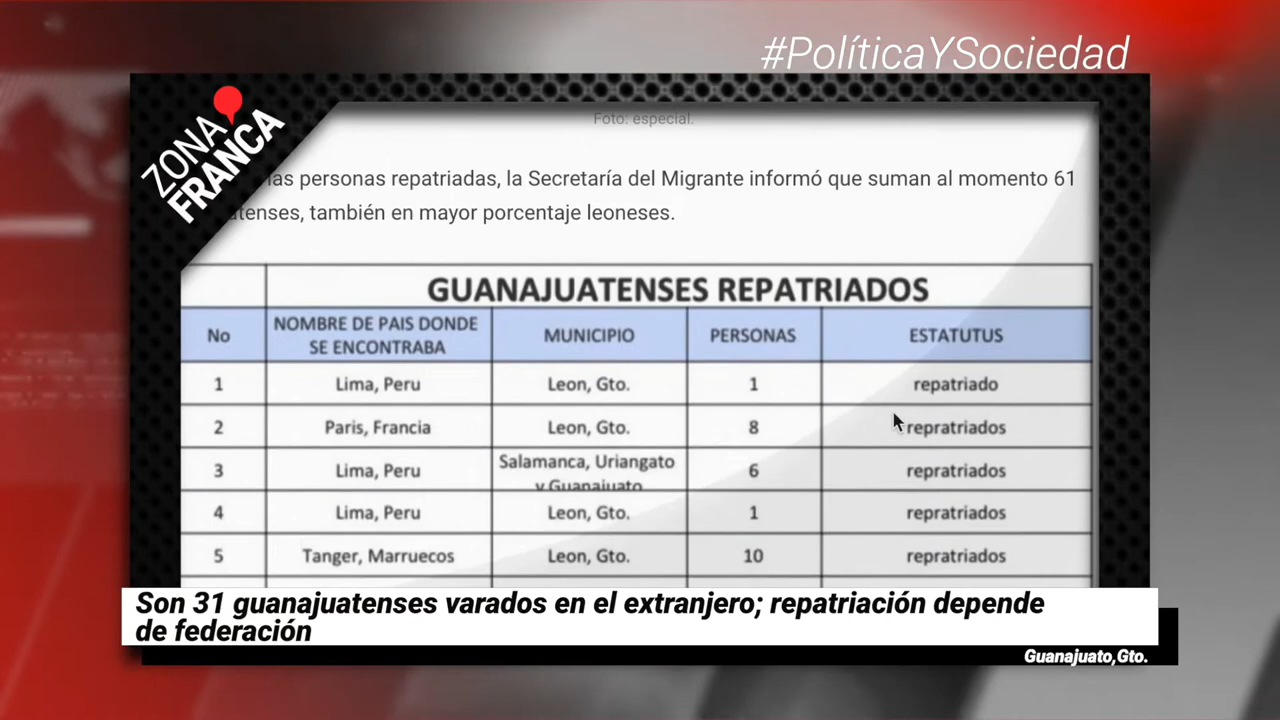 #PolíticaYSociedad
ZONA
FRANCA
Foto: especial.
las personas repatriadas, la Secretaría del Migrante informó que suman al momento 61
también en mayor porcentaje leoneses.
GUANAJUATENSES REPATRIADOS
No NOMBRE DE PAIS DONDE SE ENCONTRABA MUNICIPIO PERSONAS ESTATUTUS
1 Lima, Peru Leon, Gto. 1 repatriado
2 Paris, Francia Leon, Gto. 8 repratriados
3 Lima, Peru Salamanca, Uriangato y Guanajuato 6 repratriados
4 Lima, Peru Leon, Gto. 1 repratriados
5 Tanger, Marruecos Leon, Gto. 10 repratriados
Son 31 guanajuatenses varados en el extranjero; repatriación depende
de federación
Guanajuato,Gto.